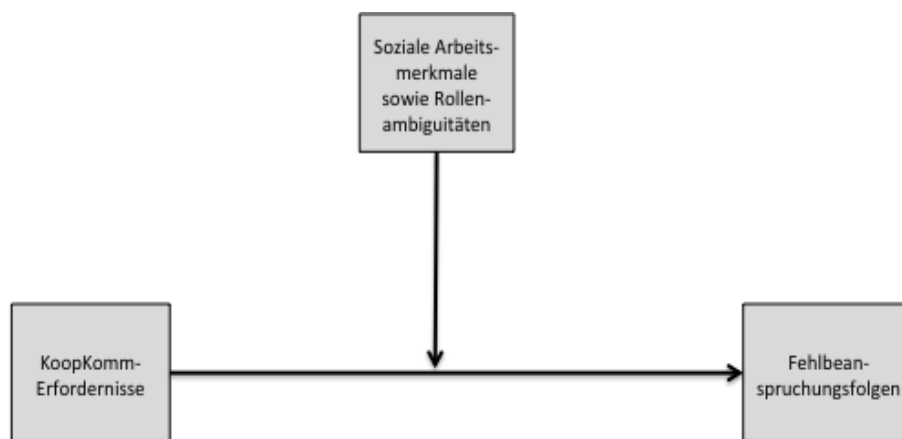 Soziale Arbeits-
merkmale
sowie Rollen-
ambiguitäten
KoopKomm-
Erfordernisse
Fehlbean-
spruchungsfolgen